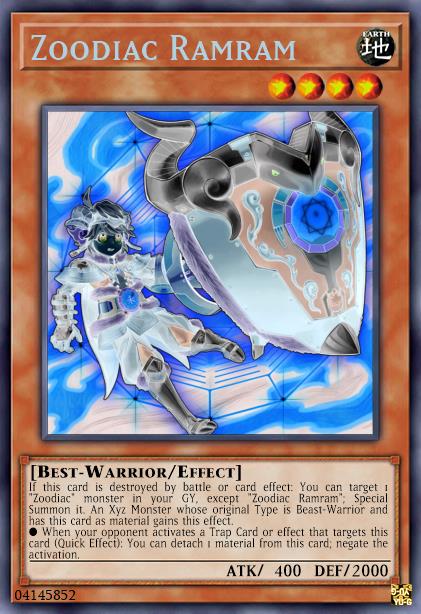 Zoodiac Ramram
EARTH
地
[Best-Warrior/Effect]
If this card is destroyed by battle or card effect: You can target 1
"Zoodiac" monster in your GY, except "Zoodiac Ramram"; Special
Summon it. An Xyz Monster whose original Type is Beast-Warrior and
has this card as material gains this effect.
● When your opponent activates a Trap Card or effect that targets this
card (Quick Effect): You can detach 1 material from this card; negate the
activation.
ATK/ 400 DEF/2000
04145852